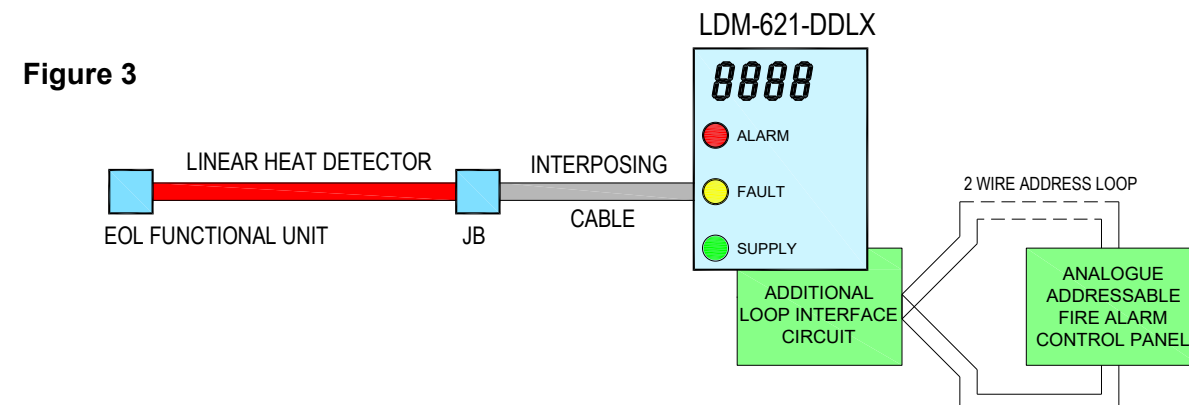 LDM-621-DDLX
Figure 3
8888
ALARM
LINEAR HEAT DETECTOR
INTERPOSING
FAULT
2 WIRE ADDRESS LOOP
CABLE
EOL FUNCTIONAL UNIT
JB
SUPPLY
ADDITIONAL
LOOP INTERFACE
CIRCUIT
ANALOGUE
ADDRESSABLE
FIRE ALARM
CONTROL PANEL